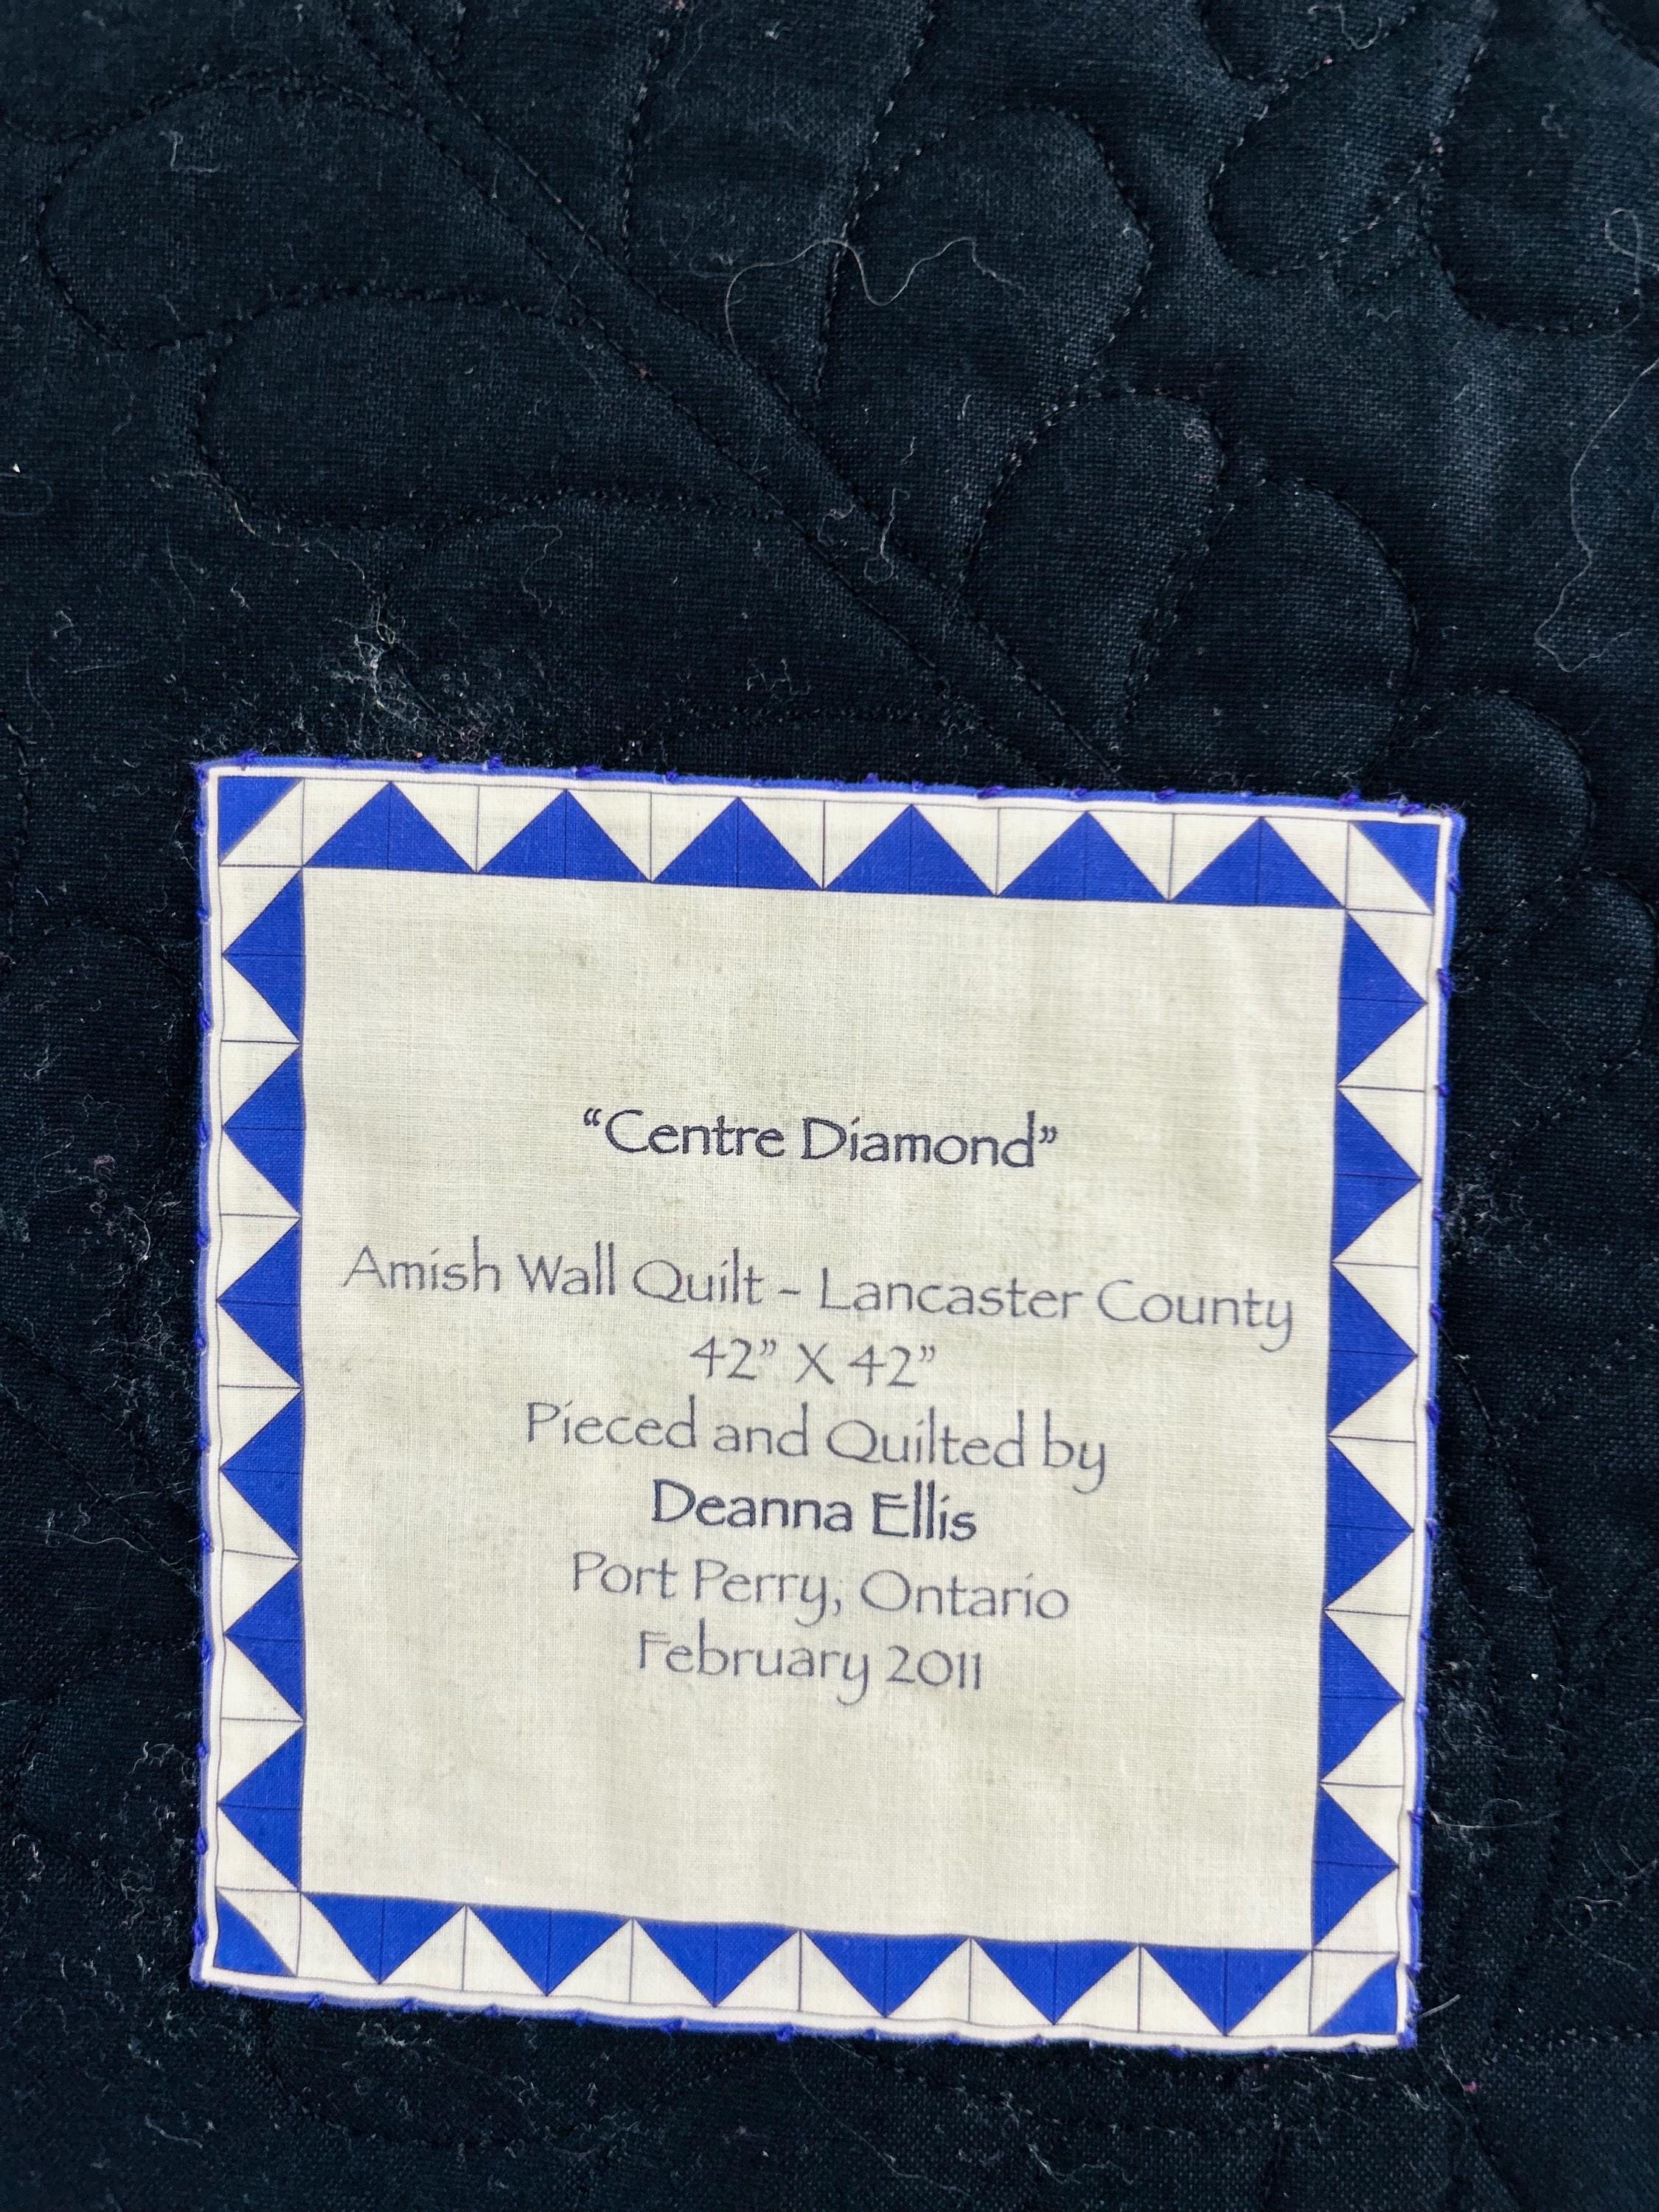 “Centre Diamond”
Amish Wall Quilt - Lancaster County
42” X 42”
Pieced and Quilted by
Deanna Ellis
Port Perry, Ontario
February 2011